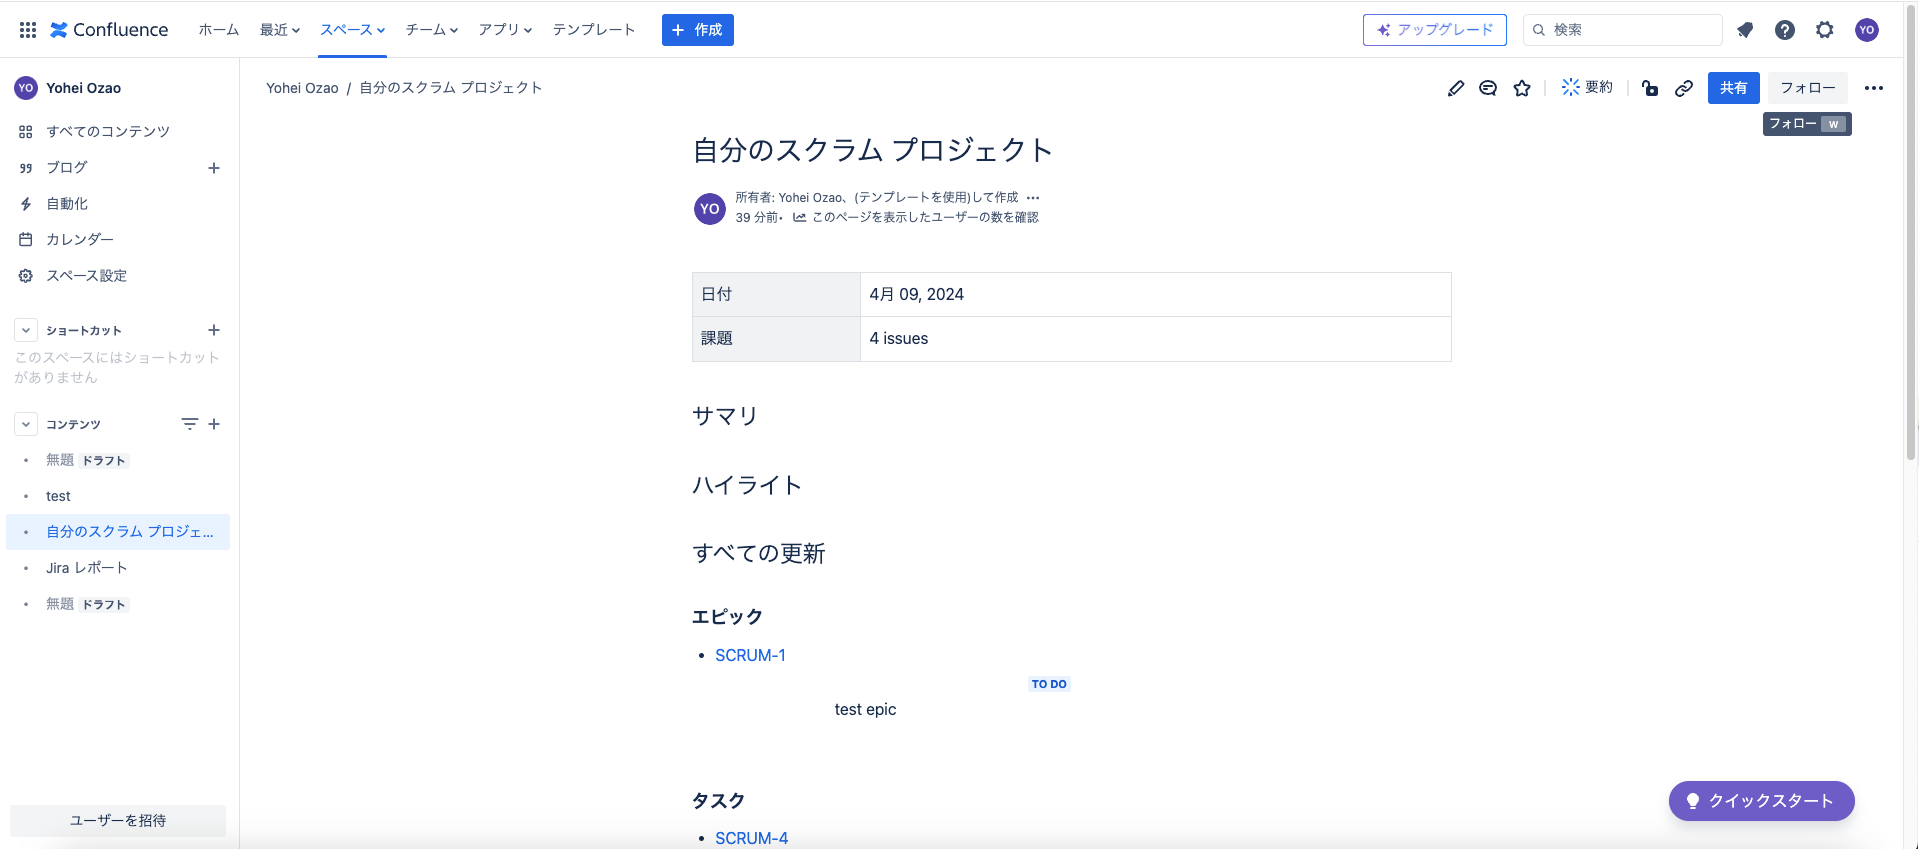 Confluence
ホーム
最近
スペース
チーム
アプリ
テンプレート
作成
アップグレード
検索
YO
YO
Yohei Ozao
すべてのコンテンツ
ブログ
自動化
カレンダー
スペース設定
ショートカット
このスペースにはショートカット
がありません
コンテンツ
無題 ドラフト
test
自分のスクラム プロジェ...
Jira レポート
無題 ドラフト
ユーザーを招待
Yohei Ozao / 自分のスクラム プロジェクト
要約
共有
フォロー
フォロー W
自分のスクラム プロジェクト
YO
所有者: Yohei Ozao、(テンプレートを使用)して作成
39 分前• このページを表示したユーザーの数を確認
日付 4月 09, 2024
課題 4 issues
サマリ
ハイライト
すべての更新
エピック
• SCRUM-1
TO DO
test epic
タスク
• SCRUM-4
クイックスタート